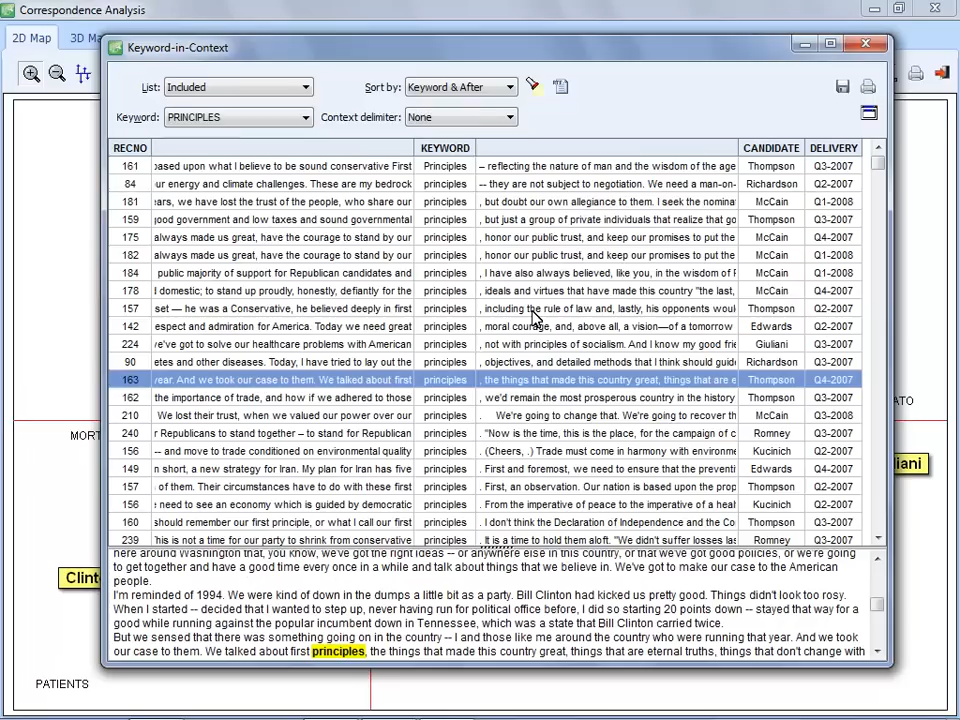 Correspondence Analysis
2D Map
3D M
Keyword-in-Context
List: Included Sort by: Keyword & After
Keyword: PRINCIPLES Context delimiter: None
RECNO KEYWORD CANDIDATE DELIVERY
161 based upon what I believe to be sound conservative First Principles – reflecting the nature of man and the wisdom of the age Thompson Q3-2007
84 ur energy and climate challenges. These are my bedrock principles -- they are not subject to negotiation. We need a man-on- Richardson Q2-2007
181 ears, we have lost the trust of the people, who share our principles , but doubt our own allegiance to them. I seek the nomina McCain Q1-2008
159 good government and low taxes and sound governmental principles , but just a group of private individuals that realize that go Thompson Q3-2007
175 always made us great, have the courage to stand by our principles , honor our public trust, and keep our promises to put the McCain Q4-2007
182 always made us great, have the courage to stand by our principles , honor our public trust, and keep our promises to put the McCain Q1-2008
184 public majority of support for Republican candidates and principles , I have also always believed, like you, in the wisdom of F McCain Q1-2008
178 l domestic; to stand up proudly, honestly, defiantly for the principles , ideals and virtues that have made this country "the last, McCain Q4-2007
157 set — he was a Conservative, he believed deeply in first principles , including the rule of law and, lastly, his opponents woul Thompson Q2-2007
142 espect and admiration for America. Today we need great principles , moral courage, and, above all, a vision—of a tomorrow Edwards Q2-2007
224 've've got to solve our healthcare problems with American principles , not with principles of socialism. And I know my good frie Giuliani Q3-2007
90 etes and other diseases. Today, I have tried to lay out the principles , objectives, and detailed methods that I think should guide Richardson Q3-2007
163 year. And we took our case to them. We talked about first principles , the things that made this country great, things that are e Thompson Q4-2007
162 the importance of trade, and how if we adhered to those principles , we'd remain the most prosperous country in the history Thompson Q3-2007
210 We lost their trust, when we valued our power over our principles . We're going to change that. We're going to recover th McCain Q3-2008
240 r Republicans to stand together – to stand for Republican principles . "Now is the time, this is the place, for the campaign of c Romney Q3-2007
156 -- and move to trade conditioned on environmental quality principles . (Cheers, .) Trade must come in harmony with environme Kucinich Q2-2007
149 n short, a new strategy for Iran. My plan for Iran has five principles . First and foremost, we need to ensure that the preventi Edwards Q4-2007
157 of them. Their circumstances have to do with these first principles . First, an observation. Our nation is based upon the prop Thompson Q2-2007
156 need to see an economy which is guided by democratic principles . From the imperative of peace to the imperative of a heal Kucinich Q2-2007
160 should remember our first principle, or what I call our first principles . I don't think the Declaration of Independence and the Co Thompson Q3-2007
239 his is not a time for our party to shrink from conservative principles . It is a time to hold them aloft. "We didn't suffer losses las Romney Q3-2007
here around Washington that, you know, we've got the right ideas -- or anywhere else in this country, or that we've got good policies, or we're going
to get together and have a good time every once in a while and talk about things that we believe in. We've got to make our case to the American
people.
I'm reminded of 1994. We were kind of down in the dumps a little bit as a party. Bill Clinton had kicked us pretty good. Things didn't look too rosy.
When I started -- decided that I wanted to step up, never having run for political office before, I did so starting 20 points down -- stayed that way for a
good while running against the popular incumbent down in Tennessee, which was a state that Bill Clinton carried twice.
But we sensed that there was something going on in the country -- I and those like me around the country who were running that year. And we took
our case to them. We talked about first principles, the things that made this country great, things that are eternal truths, things that don't change with
MORT
ATO
iani
Clint
PATIENTS